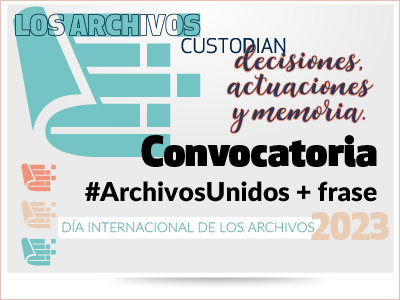 LOS ARCHIVOS
CUSTODIAN
decisiones,
actuaciones
y memoria.
Convocatoria
#ArchivosUnidos + frase
DÍA INTERNACIONAL DE LOS ARCHIVOS 2023